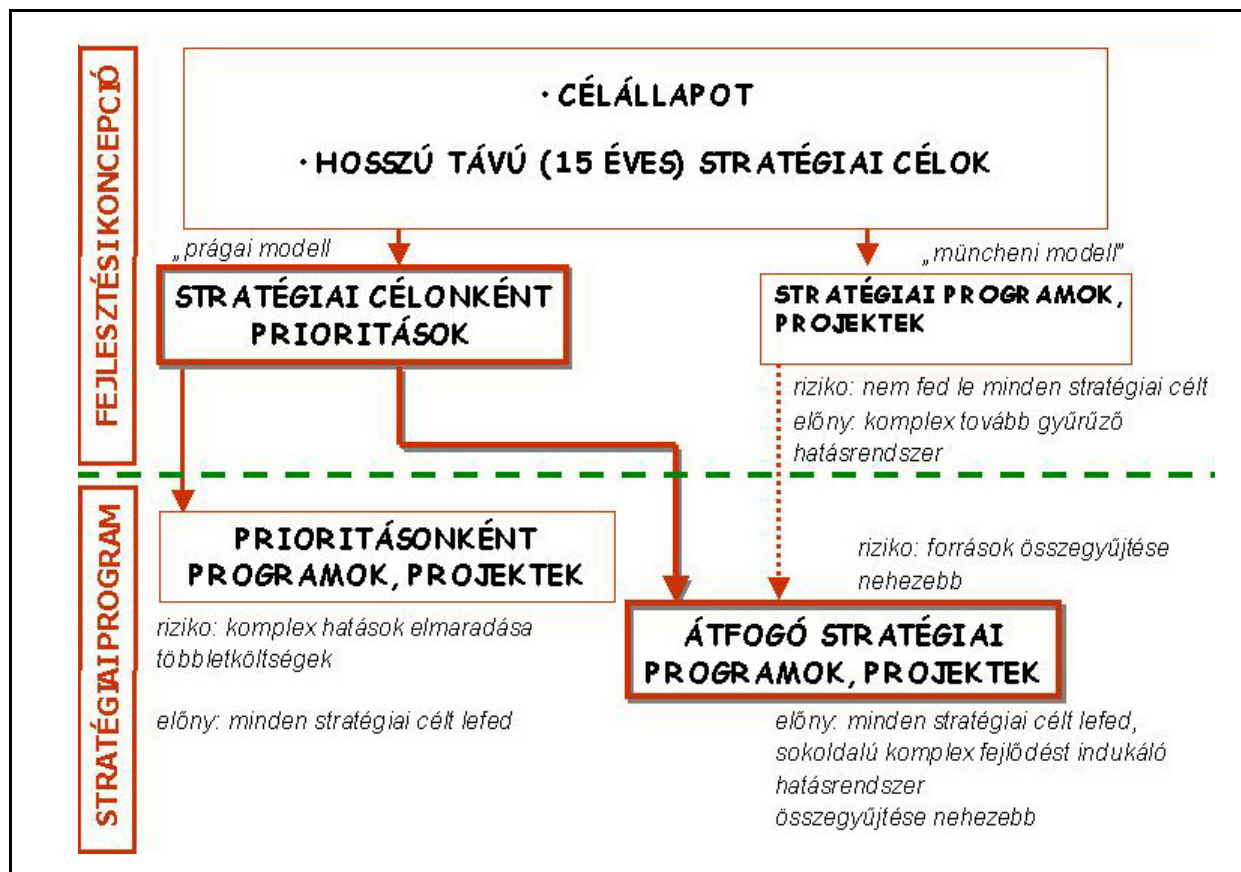 FEJLESZTÉSI KONCEPCIÓ
· CÉLÁLLAPOT
· HOSSZÚ TÁVÚ (15 ÉVES) STRATÉGIAI CÉLOK
„prágai modell
STRATÉGIAI CÉLONKÉNT
PRIORITÁSOK
„müncheni modell"
STRATÉGIAI PROGRAMOK,
PROJEKTEK
riziko: nem fed le minden stratégiai célt
előny: komplex tovább gyűrűző
hatásrendszer
STRATÉGIAI PROGRAM
PRIORITÁSONKÉNT
PROGRAMOK, PROJEKTEK
riziko: komplex hatások elmaradása
többletköltségek
előny: minden stratégiai célt lefed
riziko: források összegyűjtése
nehezebb
ÁTFOGÓ STRATÉGIAI
PROGRAMOK, PROJEKTEK
előny: minden stratégiai célt lefed,
sokoldalú komplex fejlődést indukáló
hatásrendszer
összegyűjtése nehezebb